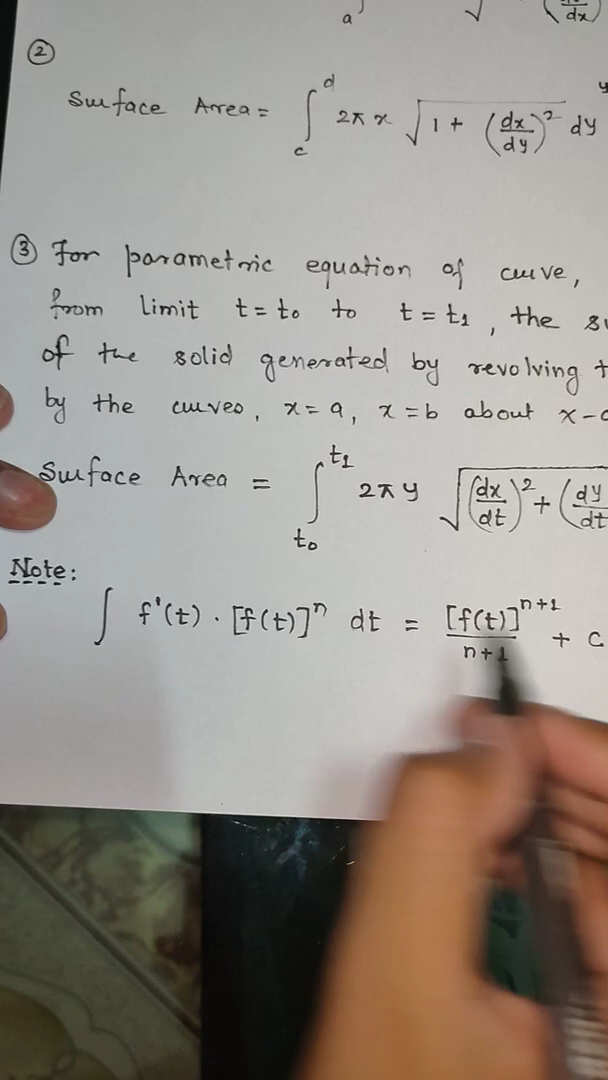 a √ (dx)
②
Surface Area = ∫_c^d 2π x √(1 + (dx/dy)²) dy
③ For parametric equation of curve,
from limit t = t₀ to t = t₁, the
of the solid generated by revolving
by the curves, x = a, x = b about x-
Surface Area = ∫_{t₀}^{t₁} 2π y √((dx/dt)² + (dy/dt
Note:
∫ f'(t) · [f(t)]ⁿ dt = [f(t)]ⁿ⁺¹/n+1 + c